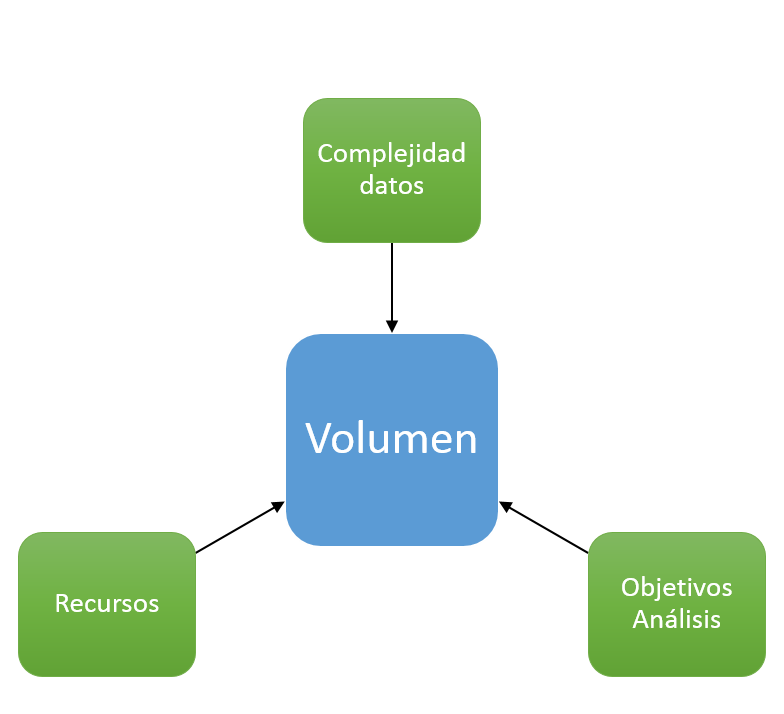 Complejidad
datos
Volumen
Recursos
Objetivos
Análisis